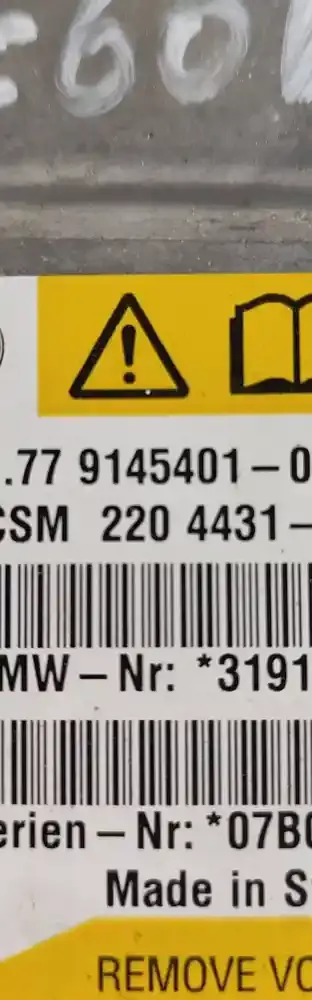 E60
.77 9145401-0
CSM 220 4431-
MW-Nr: *3191
erien-Nr: *07B
Made in S
REMOVE VO